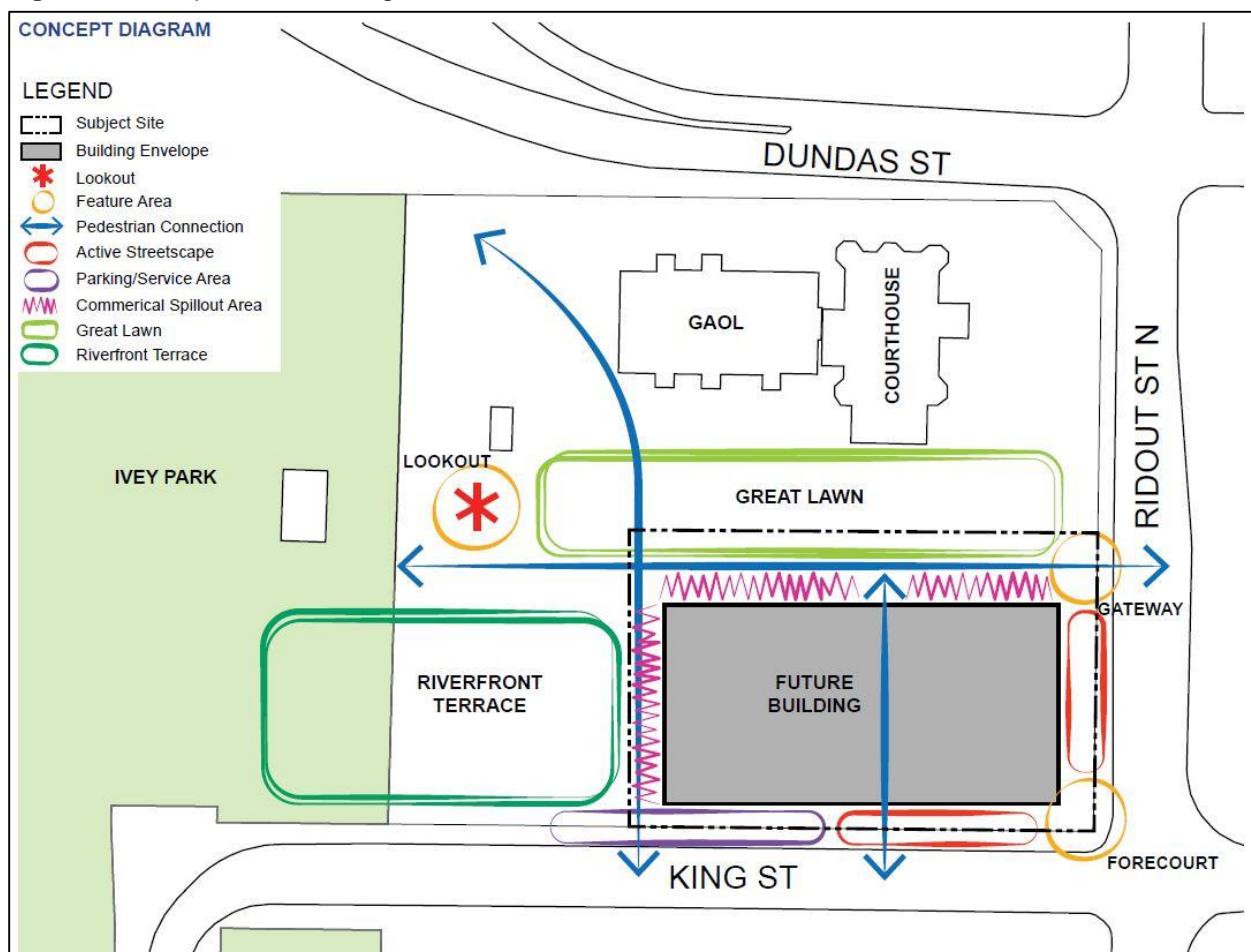 CONCEPT DIAGRAM
LEGEND
Subject Site
Building Envelope
Lookout
Feature Area
Pedestrian Connection
Active Streetscape
Parking/Service Area
Commerical Spillout Area
Great Lawn
Riverfront Terrace
DUNDAS ST
GAOL
COURTHOUSE
RIDOUT ST N
LOOKOUT
IVEY PARK
GREAT LAWN
GATEWAY
RIVERFRONT
TERRACE
FUTURE
BUILDING
FORECOURT
KING ST